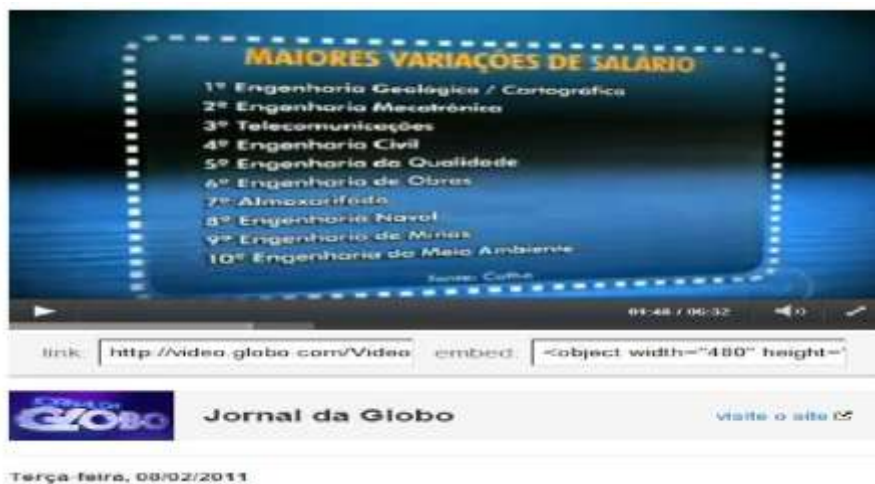 MAIORES VARIAÇÕES DE SALÁRIO
1º Engenharia Geológica / Cartográfica
2º Engenharia Mecatrônica
3º Telecomunicações
4º Engenharia Civil
5º Engenharia da Qualidade
6º Engenharia de Obras
7º Almoxarifado
8º Engenharia Naval
9º Engenharia de Minas
10º Engenharia do Meio Ambiente
Fonte: Catho
01:48 / 06:32
link: http://video.globo.com/Video embed: <object width="480" height=
JORNAL DA
GLOBO
Jornal da Globo visite o site
Terça-feira, 08/02/2011